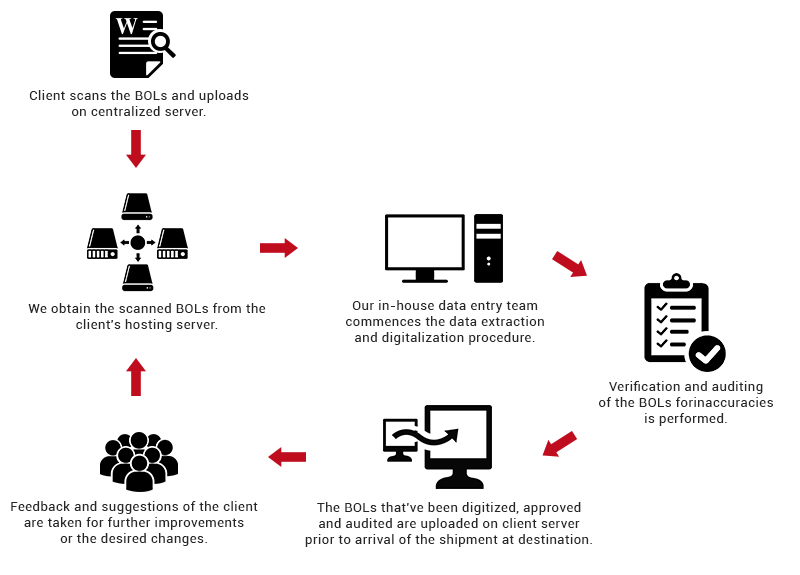 W
Client scans the BOLs and uploads
on centralized server.
We obtain the scanned BOLs from the
client's hosting server.
Our in-house data entry team
commences the data extraction
and digitalization procedure.
Verification and auditing
of the BOLs forinaccuracies
is performed.
The BOLs that've been digitized, approved
and audited are uploaded on client server
prior to arrival of the shipment at destination.
Feedback and suggestions of the client
are taken for further improvements
or the desired changes.